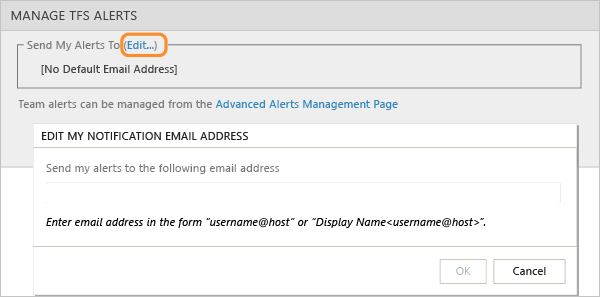 MANAGE TFS ALERTS
Send My Alerts To (Edit...)
[No Default Email Address]
Team alerts can be managed from the Advanced Alerts Management Page
EDIT MY NOTIFICATION EMAIL ADDRESS
Send my alerts to the following email address
Enter email address in the form "username@host" or "Display Name<username@host>".
OK Cancel